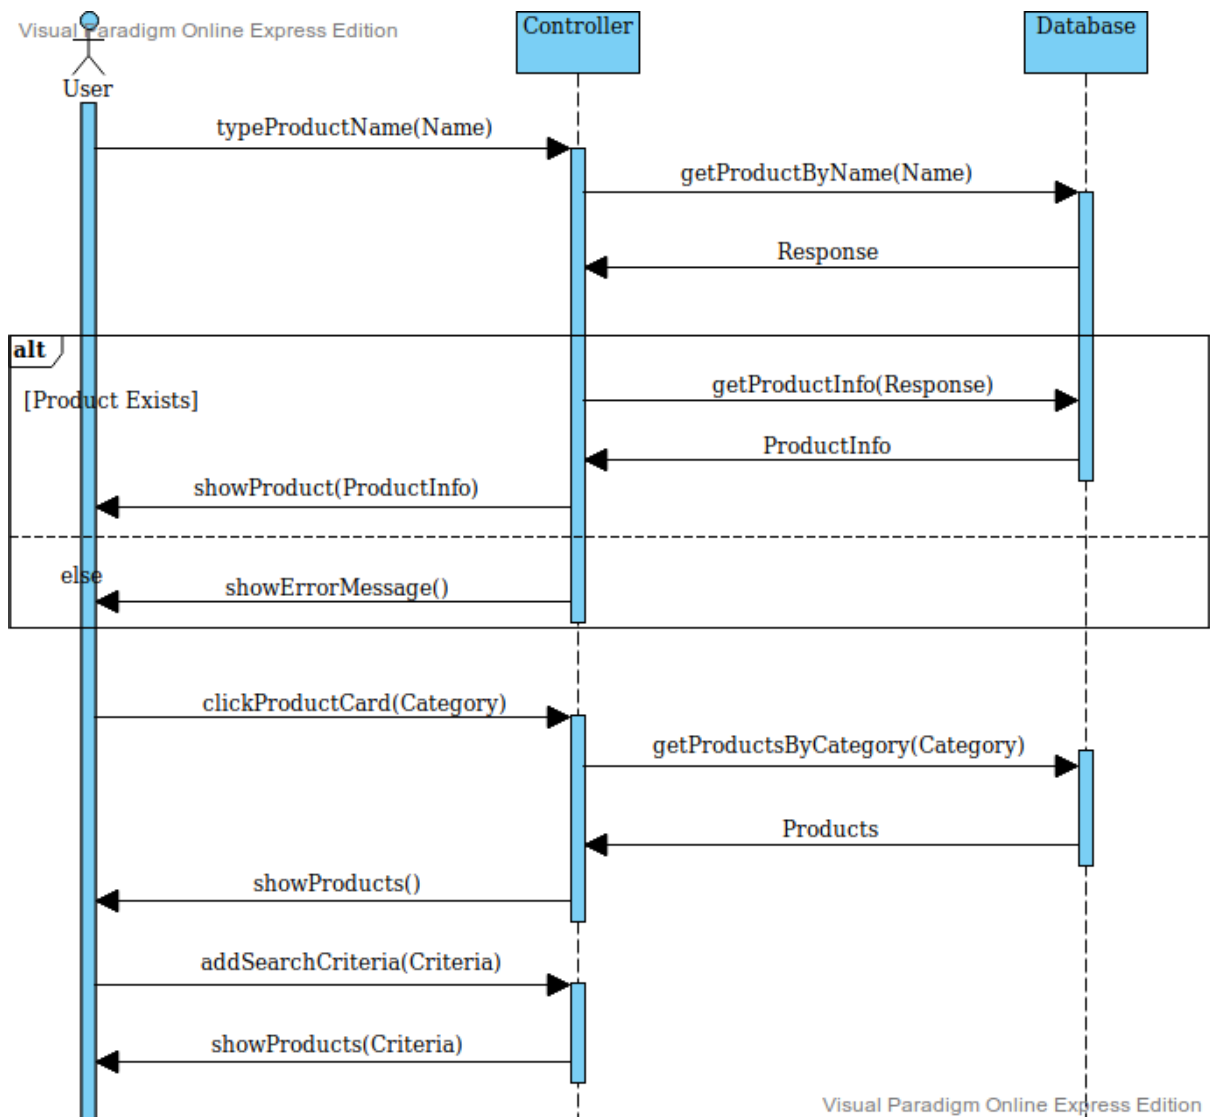 Visual Paradigm Online Express Edition
Controller
Database
User
typeProductName(Name)
getProductByName(Name)
Response
alt
[Product Exists]
getProductInfo(Response)
ProductInfo
showProduct(ProductInfo)
else
showErrorMessage()
clickProductCard(Category)
getProductsByCategory(Category)
Products
showProducts()
addSearchCriteria(Criteria)
showProducts(Criteria)
Visual Paradigm Online Express Edition